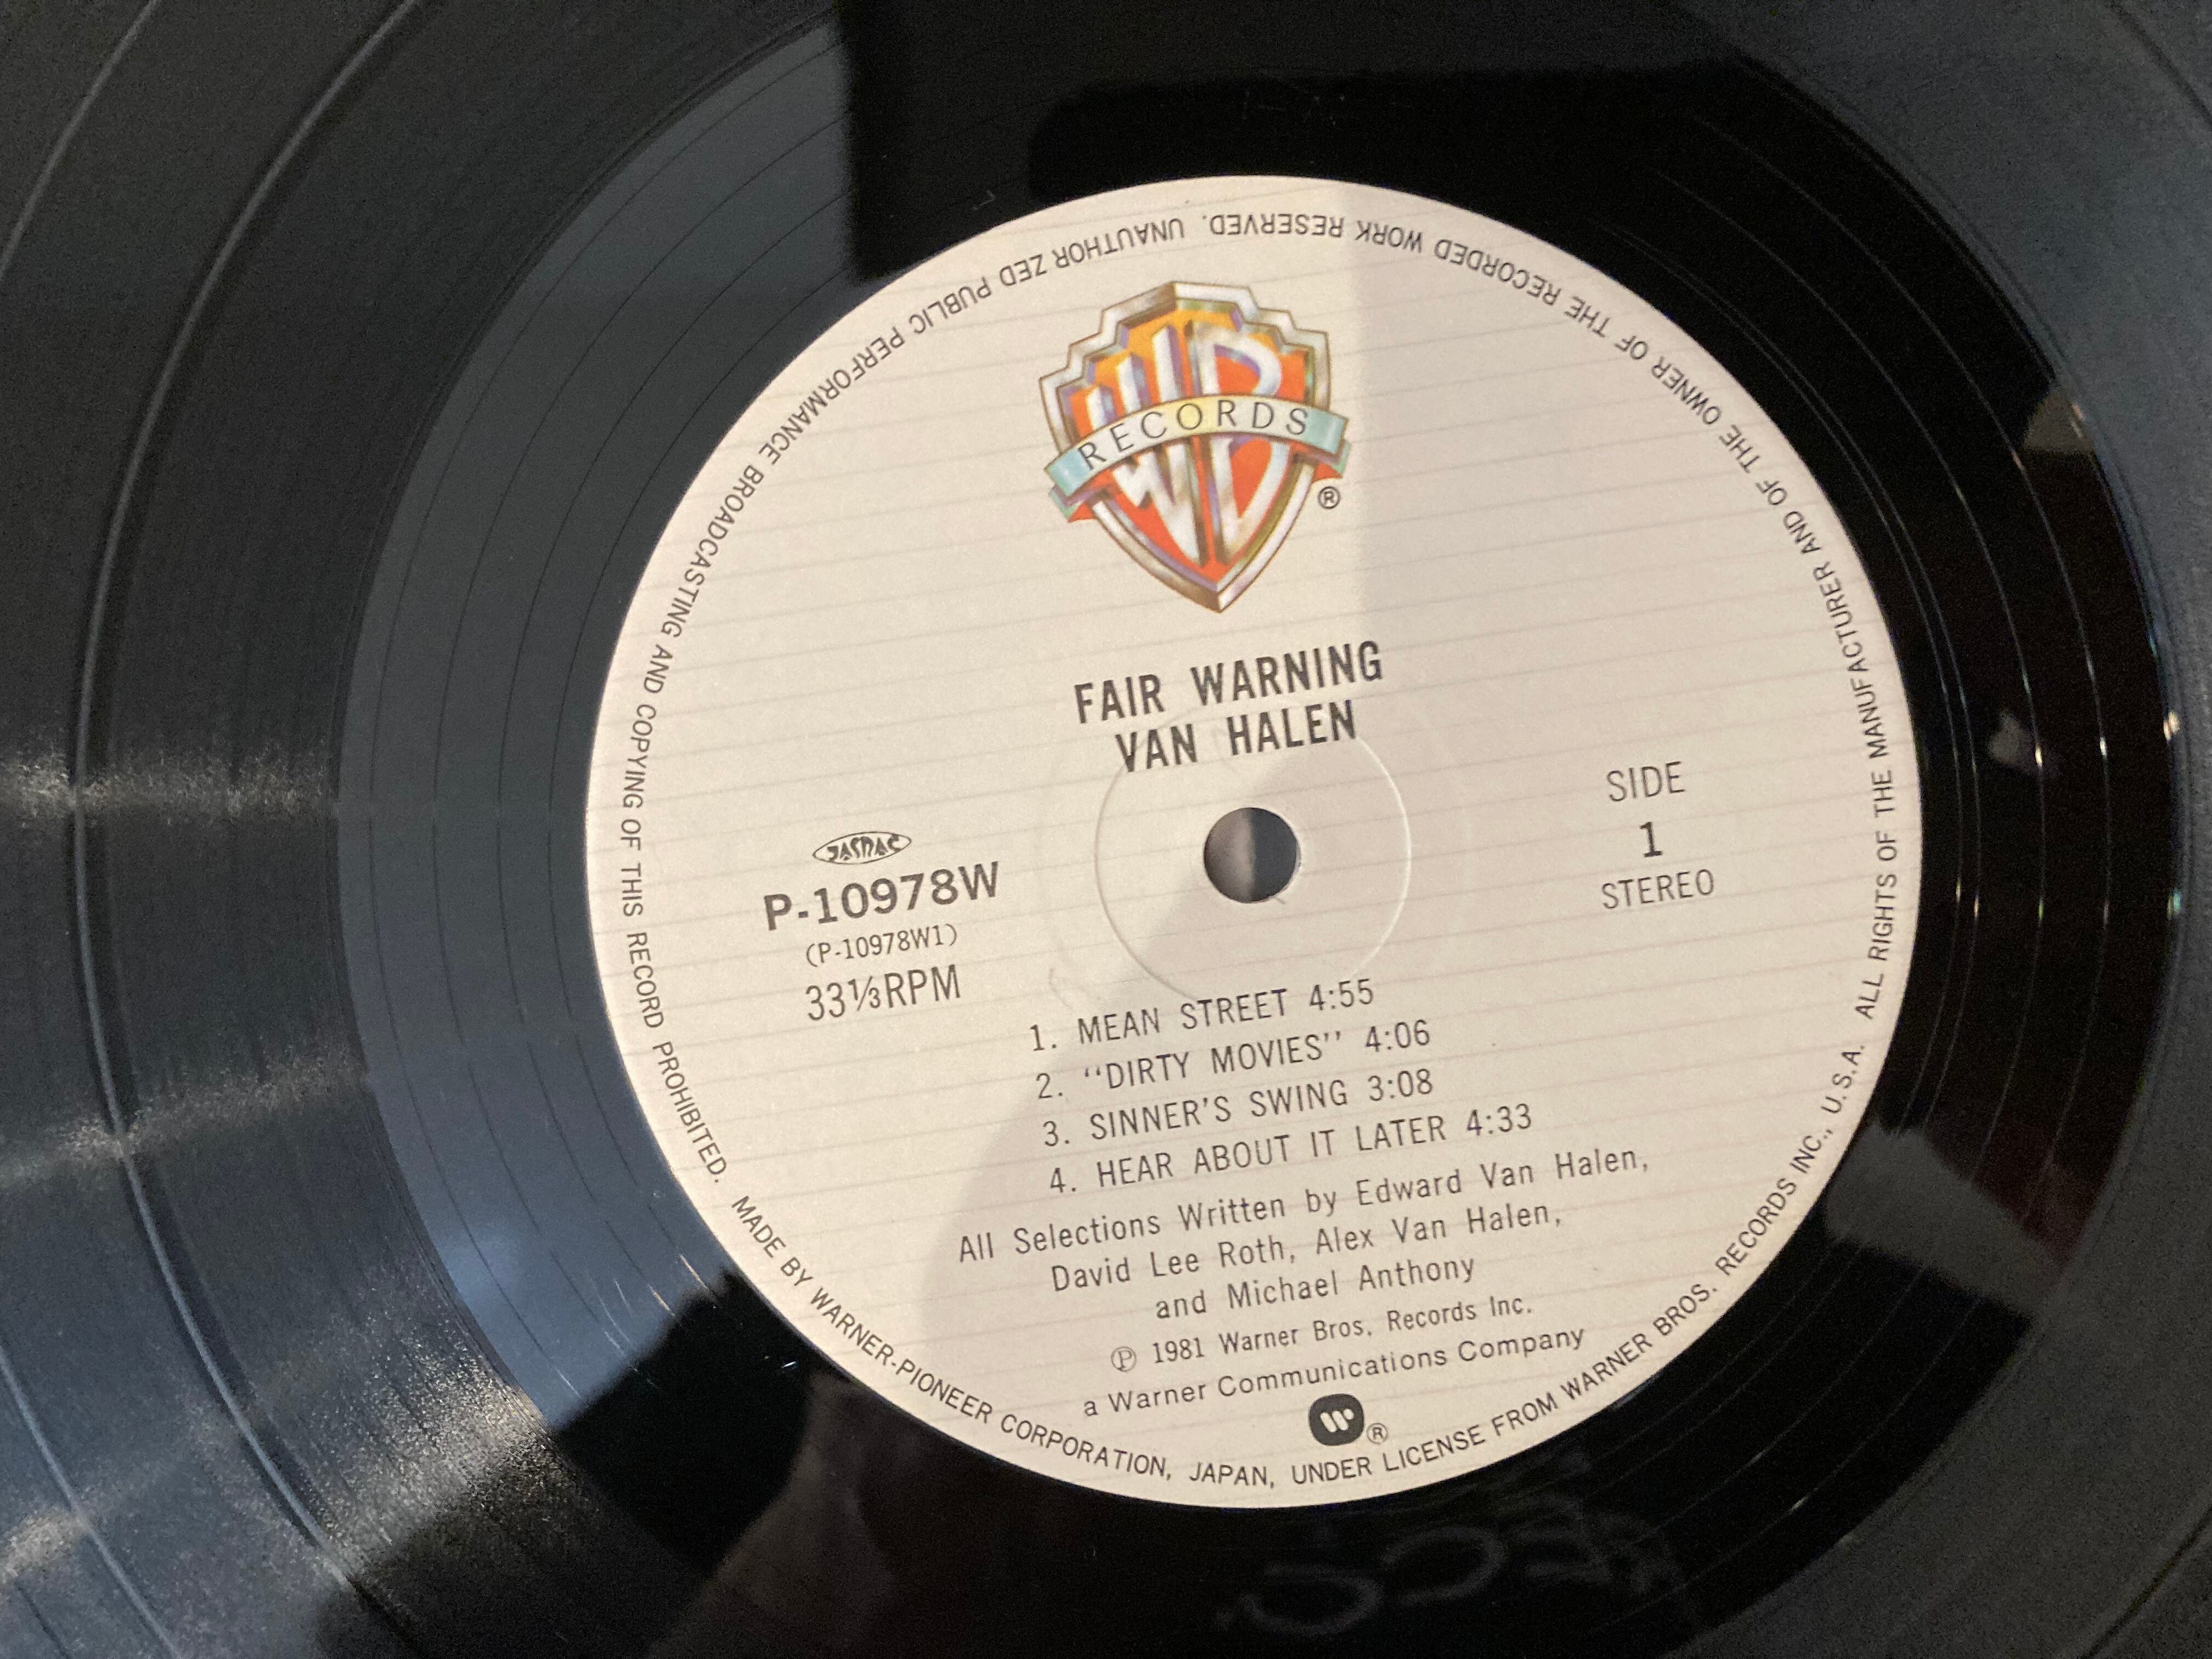 WB
RECORDS
®
FAIR WARNING
VAN HALEN
JASRAC
P-10978W
(P-10978W1)
33⅓RPM
SIDE
1
STEREO
1. MEAN STREET 4:55
2. "DIRTY MOVIES" 4:06
3. SINNER'S SWING 3:08
4. HEAR ABOUT IT LATER 4:33
All Selections Written by Edward Van Halen,
David Lee Roth, Alex Van Halen,
and Michael Anthony
Ⓟ 1981 Warner Bros. Records Inc.
a Warner Communications Company
®
MADE BY WARNER-PIONEER CORPORATION, JAPAN, UNDER LICENSE FROM WARNER BROS. RECORDS INC., U.S.A. ALL RIGHTS OF THE MANUFACTURER AND OF THE OWNER OF THE RECORDED WORK RESERVED. UNAUTHOR ZED PUBLIC PERFORMANCE BROADCASTING AND COPYING OF THIS RECORD PROHIBITED.